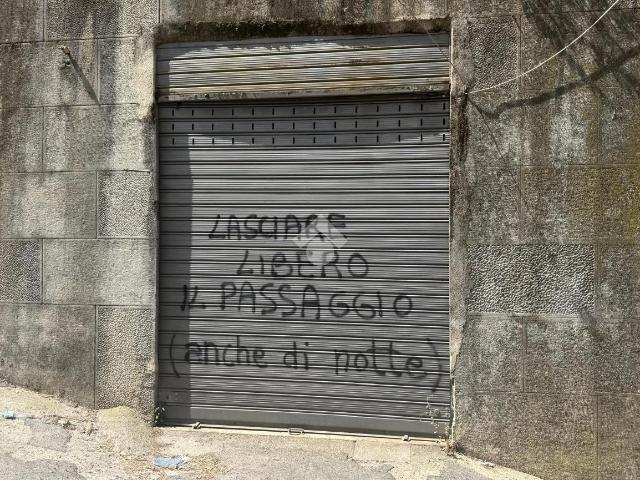 LASCIARE
LIBERO
IL PASSAGGIO
(anche di notte)